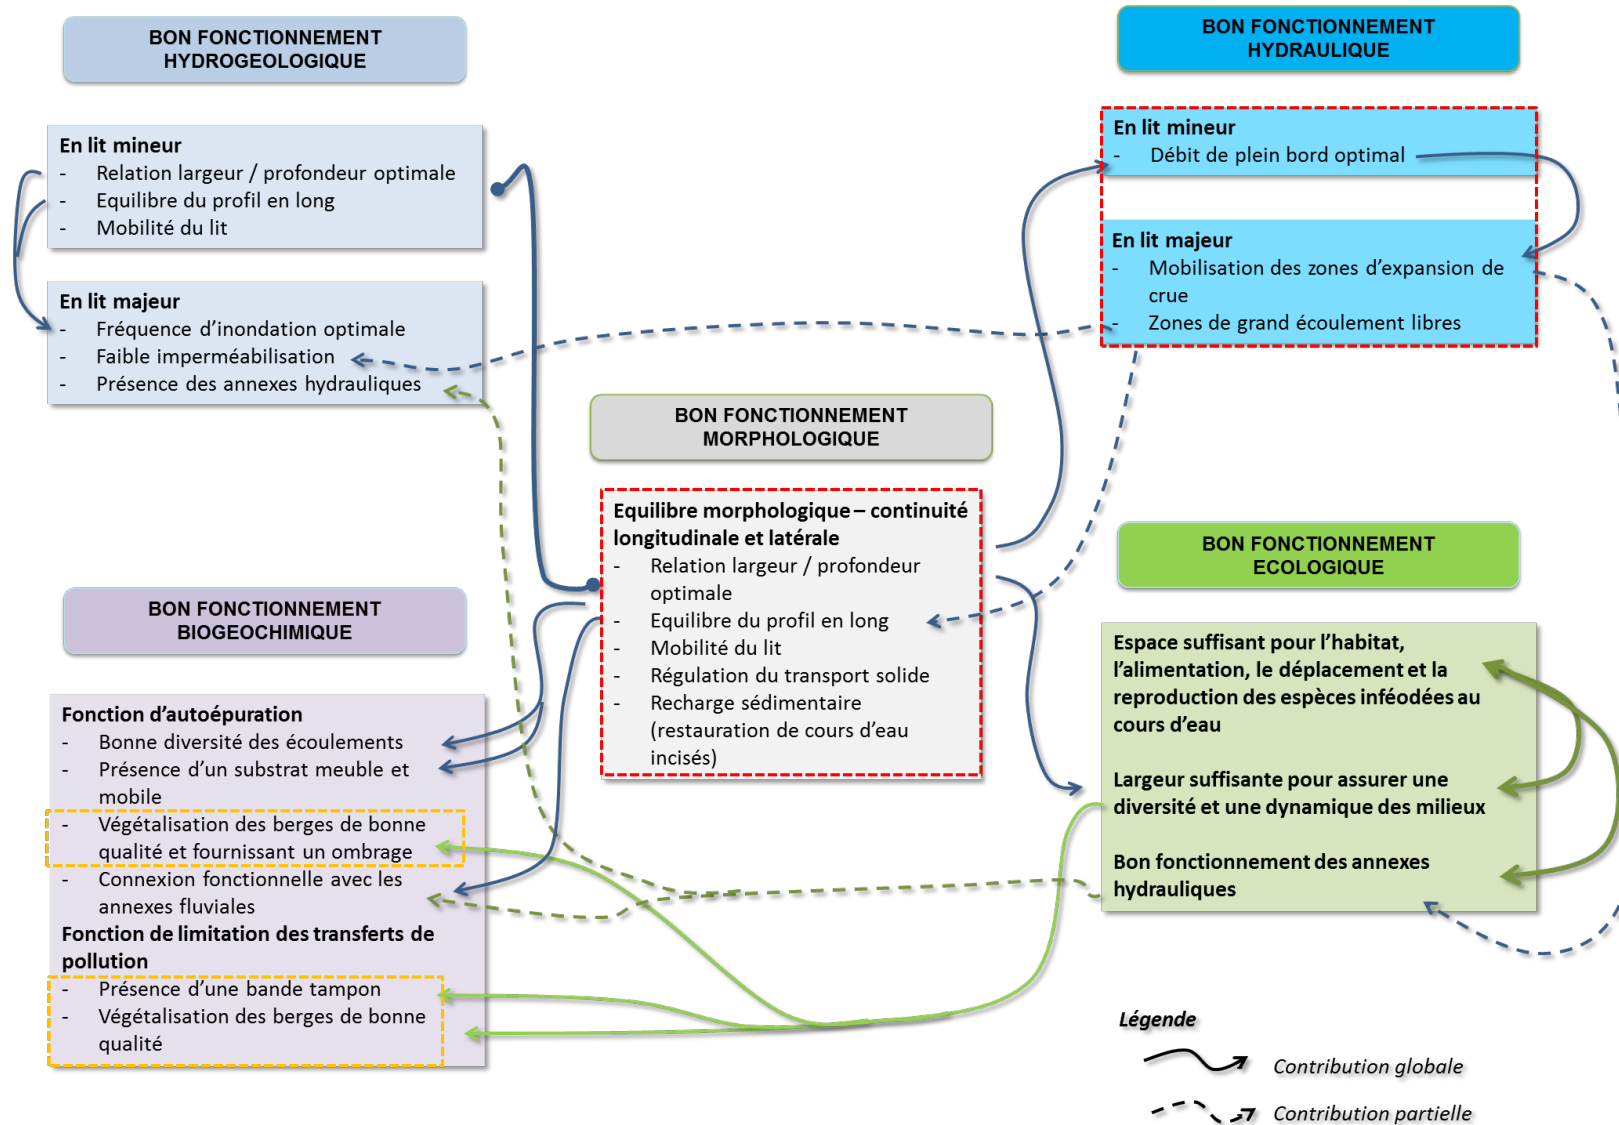 BON FONCTIONNEMENT
HYDROGEOLOGIQUE
En lit mineur
- Relation largeur / profondeur optimale
- Equilibre du profil en long
- Mobilité du lit
En lit majeur
- Fréquence d’inondation optimale
- Faible imperméabilisation
- Présence des annexes hydrauliques
BON FONCTIONNEMENT
HYDRAULIQUE
En lit mineur
- Débit de plein bord optimal
En lit majeur
- Mobilisation des zones d’expansion de
crue
- Zones de grand écoulement libres
BON FONCTIONNEMENT
MORPHOLOGIQUE
Equilibre morphologique – continuité
longitudinale et latérale
- Relation largeur / profondeur
optimale
- Equilibre du profil en long
- Mobilité du lit
- Régulation du transport solide
- Recharge sédimentaire
(restauration de cours d’eau
incisés)
BON FONCTIONNEMENT
BIOGEOCHIMIQUE
Fonction d’autoépuration
- Bonne diversité des écoulements
- Présence d’un substrat meuble et
mobile
- Végétalisation des berges de bonne
qualité et fournissant un ombrage
- Connexion fonctionnelle avec les
annexes fluviales
Fonction de limitation des transferts de
pollution
- Présence d’une bande tampon
- Végétalisation des berges de bonne
qualité
BON FONCTIONNEMENT
ECOLOGIQUE
Espace suffisant pour l’habitat,
l’alimentation, le déplacement et la
reproduction des espèces inféodées au
cours d’eau
Largeur suffisante pour assurer une
diversité et une dynamique des milieux
Bon fonctionnement des annexes
hydrauliques
Légende
Contribution globale
Contribution partielle